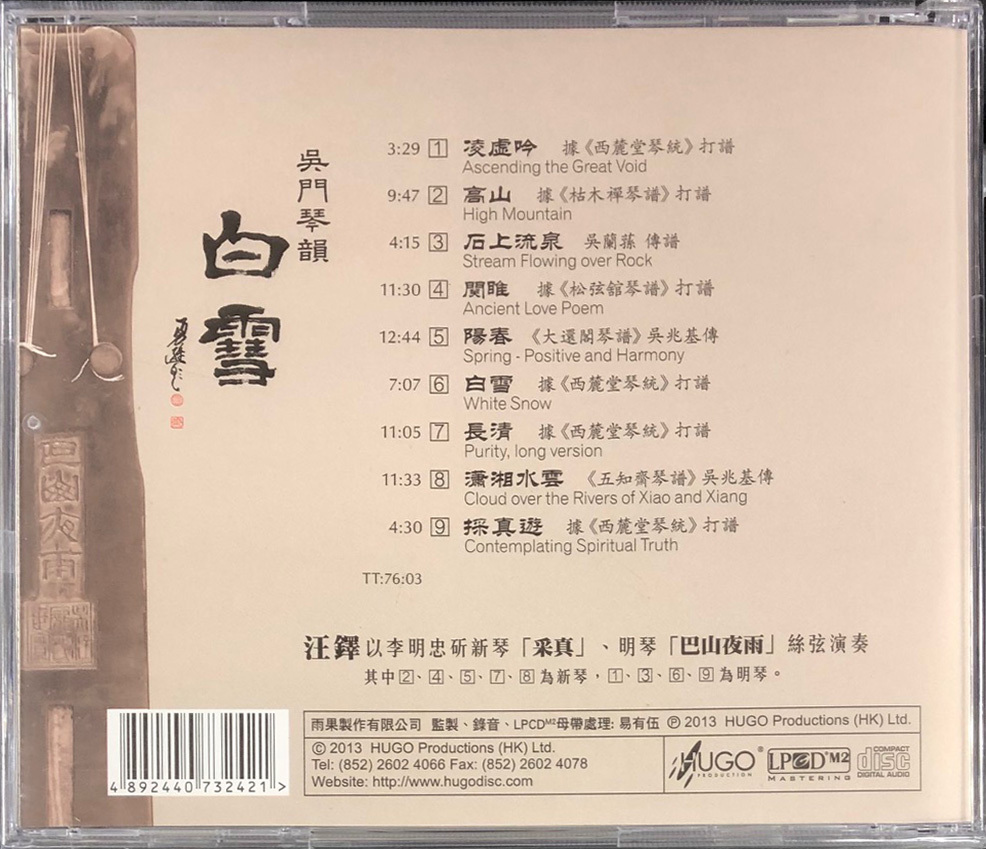 吳門琴韻
白雪
3:29 1 凌虛吟 據《西麓堂琴統》打譜
Ascending the Great Void
9:47 2 高山 據《枯木禪琴譜》打譜
High Mountain
4:15 3 石上流泉 吳蘭蓀 傳譜
Stream Flowing over Rock
11:30 4 關雎 據《松弦館琴譜》打譜
Ancient Love Poem
12:44 5 陽春 《大還閣琴譜》吳兆基傳
Spring - Positive and Harmony
7:07 6 白雪 據《西麓堂琴統》打譜
White Snow
11:05 7 長清 據《西麓堂琴統》打譜
Purity, long version
11:33 8 瀟湘水雲 《五知齋琴譜》吳兆基傳
Cloud over the Rivers of Xiao and Xiang
4:30 9 採真遊 據《西麓堂琴統》打譜
Contemplating Spiritual Truth
TT:76:03
巴山夜雨
汪鐸以李明忠斫新琴「采真」、明琴「巴山夜雨」絲弦演奏
其中2、4、5、7、8為新琴，1、3、6、9為明琴。
4 892440 732421 >
雨果製作有限公司 監製、錄音、LPCD M2母帶處理: 易有伍 ℗ 2013 HUGO Productions (HK) Ltd.
© 2013 HUGO Productions (HK) Ltd.
Tel: (852) 2602 4066 Fax: (852) 2602 4078
Website: http://www.hugodisc.com
HUGO®
PRODUCTION
LPCD M2
MASTERING
COMPACT
disc
DIGITAL AUDIO